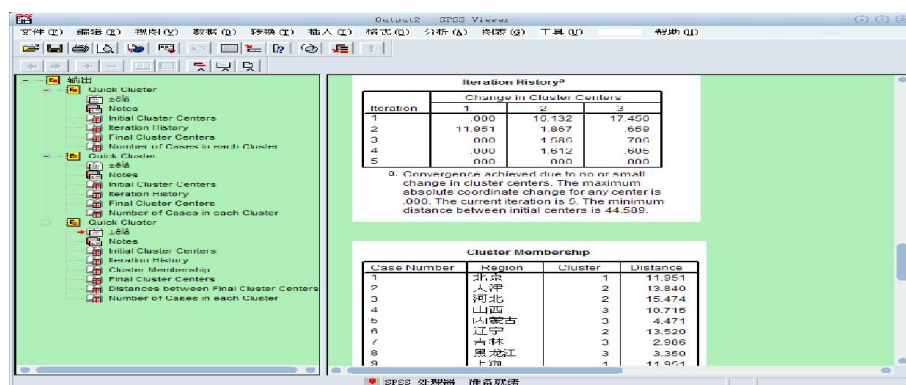 Output2 - SPSS Viewer
文件(F) 编辑(E) 视图(V) 数据(D) 转换(T) 插入(I) 格式(O) 分析(A) 图表(G) 工具(U) 帮助(H)
输出
Quick Cluster
Notes
Initial Cluster Centers
Iteration History
Final Cluster Centers
Number of Cases in each Cluster
Quick Cluster
Notes
Initial Cluster Centers
Iteration History
Final Cluster Centers
Number of Cases in each Cluster
Quick Cluster
Notes
Initial Cluster Centers
Iteration History
Cluster Membership
Final Cluster Centers
Distances between Final Cluster Centers
Number of Cases in each Cluster
Iteration Historyᵃ
Change in Cluster Centers
Iteration 1 2 3
1 .000 16.132 17.450
2 11.951 1.867 .659
3 .000 1.586 .706
4 .000 1.612 .605
5 .000 .000 .000
a. Convergence achieved due to no or small
change in cluster centers. The maximum
absolute coordinate change for any center is
.000. The current iteration is 5. The minimum
distance between initial centers is 44.589.
Cluster Membership
Case Number Region Cluster Distance
1 北京 1 11.951
2 天津 2 13.840
3 河北 2 15.474
4 山西 3 10.715
5 内蒙古 3 4.471
6 辽宁 2 13.520
7 吉林 3 2.986
8 黑龙江 3 3.350
9 上海 1 11.951
SPSS 处理器 准备就绪